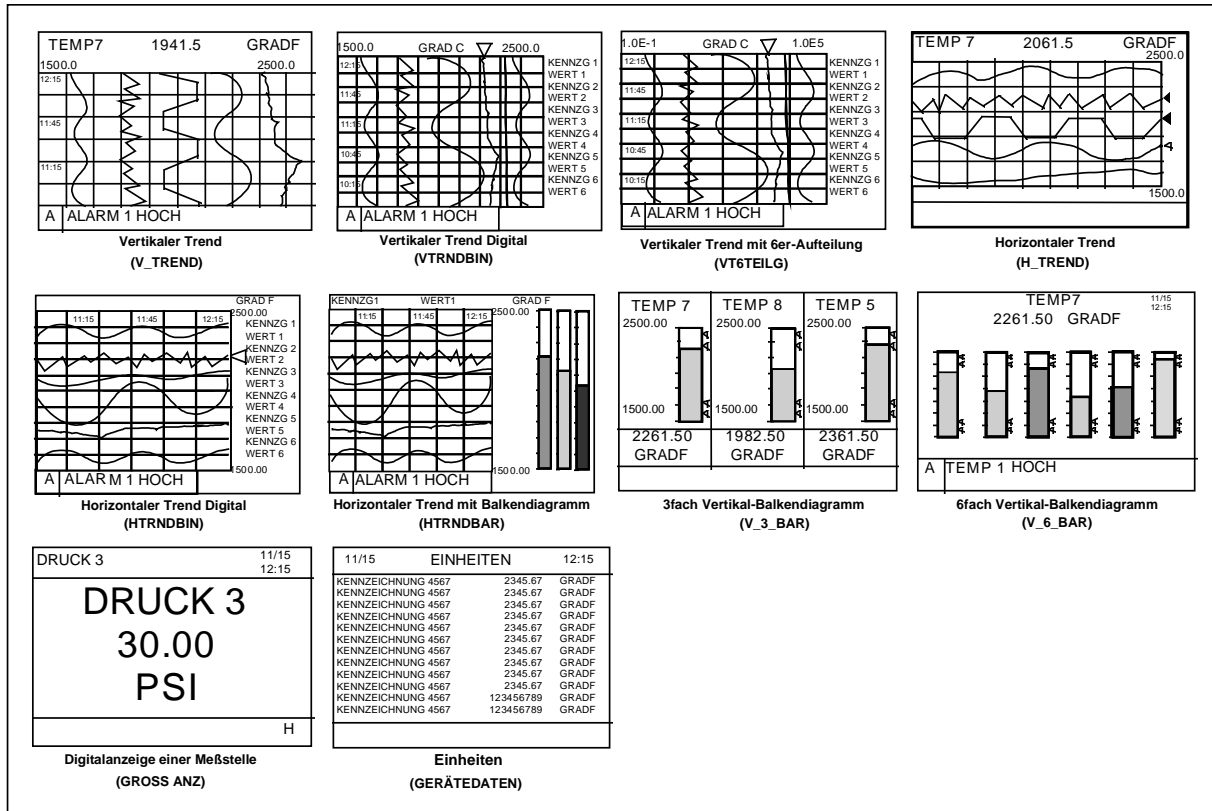 TEMP7 1941.5 GRADF
1500.0 2500.0
12:15
11:45
11:15
A ALARM 1 HOCH
Vertikaler Trend
(V_TREND)
1500.0 GRAD C 2500.0
12:15
11:45
11:15
10:45
10:15
KENNZG 1
WERT 1
KENNZG 2
WERT 2
KENNZG 3
WERT 3
KENNZG 4
WERT 4
KENNZG 5
WERT 5
KENNZG 6
WERT 6
A ALARM 1 HOCH
Vertikaler Trend Digital
(VTRNDBIN)
1.0E-1 GRAD C 1.0E5
12:15
11:45
11:15
10:45
10:15
KENNZG 1
WERT 1
KENNZG 2
WERT 2
KENNZG 3
WERT 3
KENNZG 4
WERT 4
KENNZG 5
WERT 5
KENNZG 6
WERT 6
A ALARM 1 HOCH
Vertikaler Trend mit 6er-Aufteilung
(VT6TEILG)
TEMP 7 2061.5 GRADF
2500.0
1500.0
Horizontaler Trend
(H_TREND)
GRAD F
2500.00
11:15 11:45 12:15
KENNZG 1
WERT 1
KENNZG 2
WERT 2
KENNZG 3
WERT 3
KENNZG 4
WERT 4
KENNZG 5
WERT 5
KENNZG 6
WERT 6
1500.00
A ALAR M 1 HOCH
Horizontaler Trend Digital
(HTRNDBIN)
KENNZG1 WERT1 GRAD F
2500.00
11:15 11:45 12:15
1500.00
A ALARM 1 HOCH
Horizontaler Trend mit Balkendiagramm
(HTRNDBAR)
TEMP 7 TEMP 8 TEMP 5
2500.00 2500.00 2500.00
1500.00 1500.00 1500.00
2261.50 1982.50 2361.50
GRADF GRADF GRADF
3fach Vertikal-Balkendiagramm
(V_3_BAR)
TEMP7 11/15
2261.50 GRADF 12:15
A TEMP 1 HOCH
6fach Vertikal-Balkendiagramm
(V_6_BAR)
DRUCK 3 11/15
12:15
DRUCK 3
30.00
PSI
H
Digitalanzeige einer Meßstelle
(GROSS ANZ)
11/15 EINHEITEN 12:15
KENNZEICHNUNG 4567 2345.67 GRADF
KENNZEICHNUNG 4567 2345.67 GRADF
KENNZEICHNUNG 4567 2345.67 GRADF
KENNZEICHNUNG 4567 2345.67 GRADF
KENNZEICHNUNG 4567 2345.67 GRADF
KENNZEICHNUNG 4567 2345.67 GRADF
KENNZEICHNUNG 4567 2345.67 GRADF
KENNZEICHNUNG 4567 2345.67 GRADF
KENNZEICHNUNG 4567 2345.67 GRADF
KENNZEICHNUNG 4567 2345.67 GRADF
KENNZEICHNUNG 4567 123456789 GRADF
KENNZEICHNUNG 4567 123456789 GRADF
Einheiten
(GERÄTEDATEN)